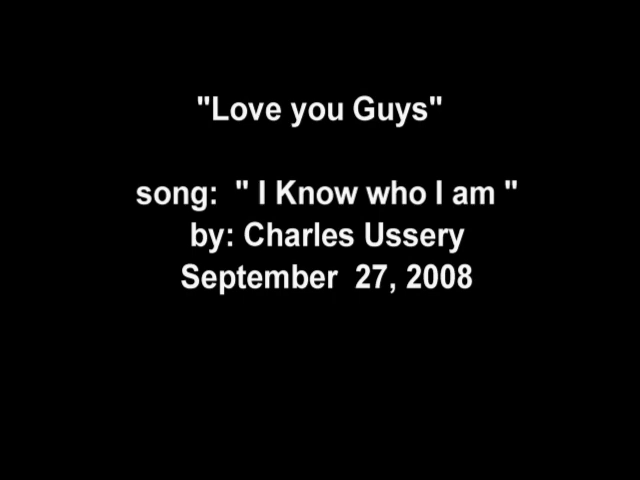 "Love you Guys"
song:  " I Know who I am "
by: Charles Ussery
September  27, 2008